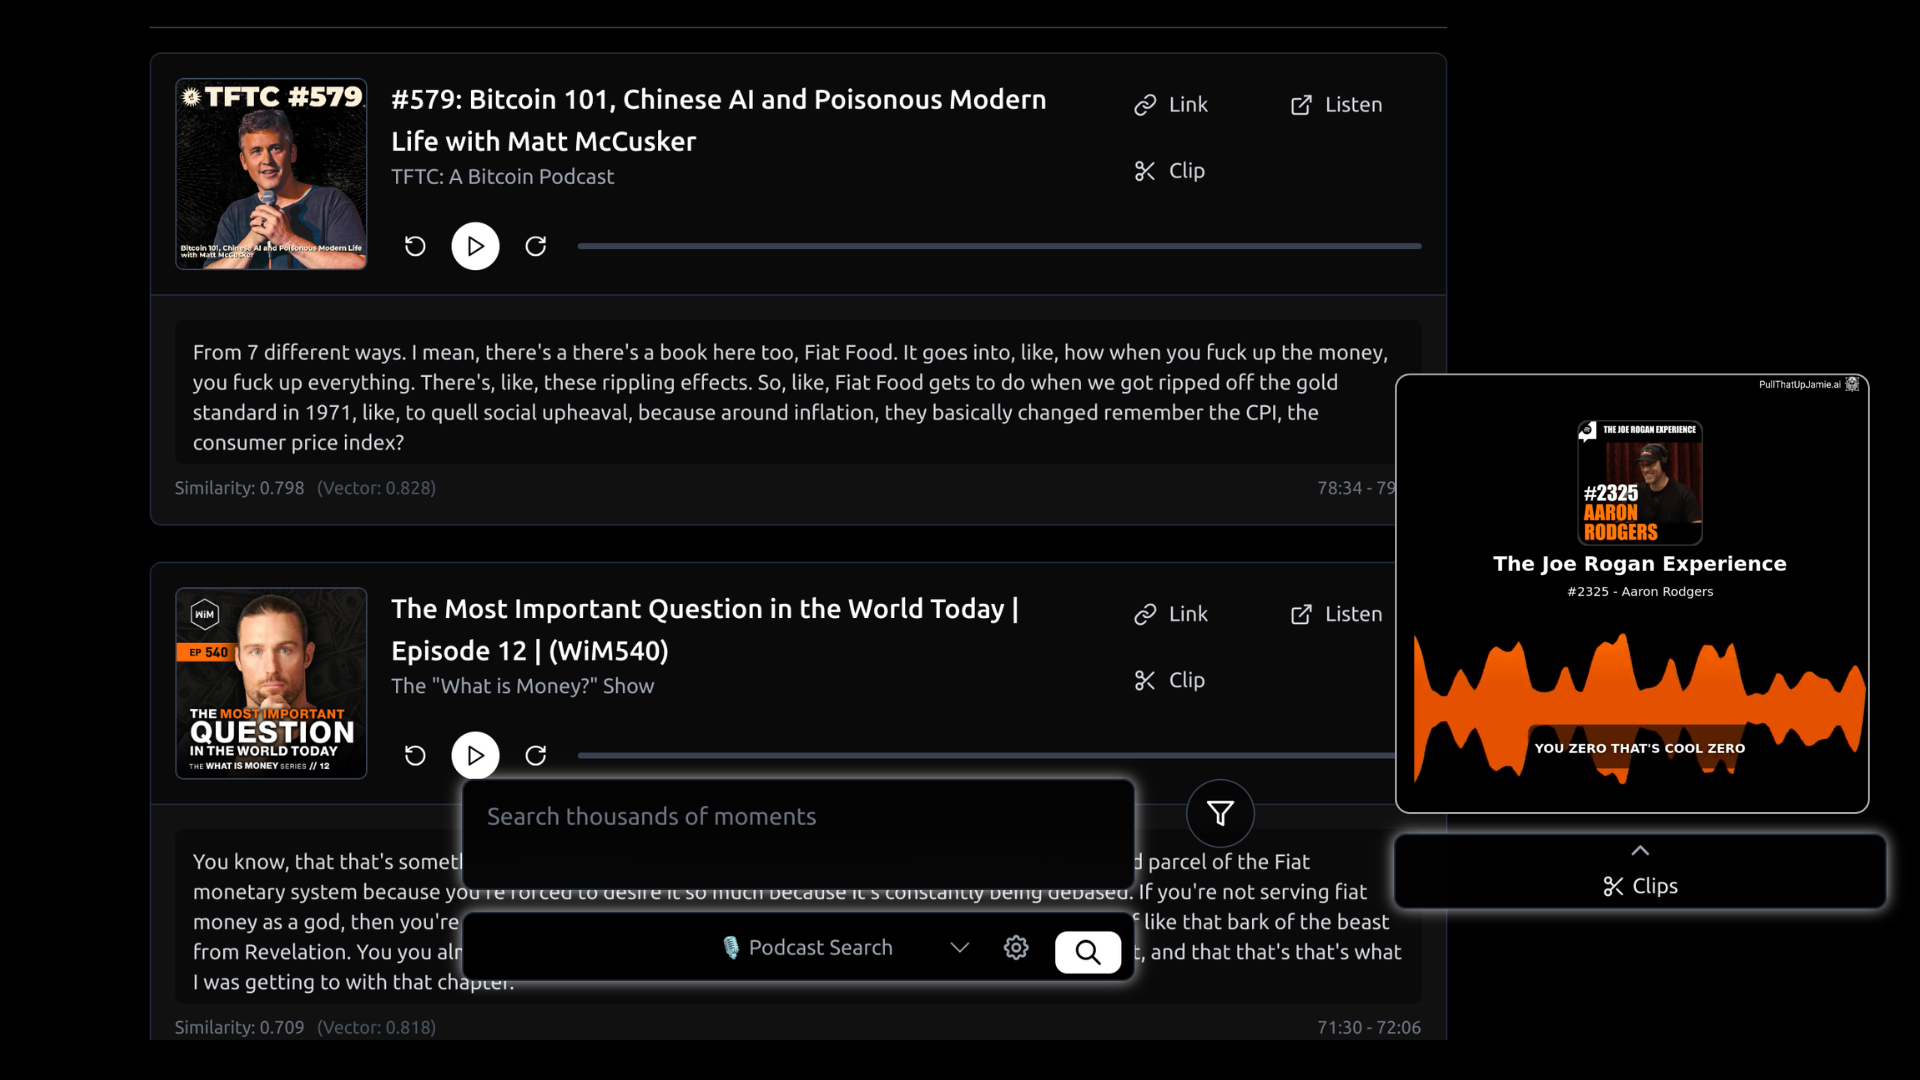 TFTC #579
Bitcoin 101, Chinese AI and Poisonous Modern Life
with Matt McCusker
#579: Bitcoin 101, Chinese AI and Poisonous Modern
Life with Matt McCusker
TFTC: A Bitcoin Podcast
Link
Listen
Clip
From 7 different ways. I mean, there's a there's a book here too, Fiat Food. It goes into, like, how when you fuck up the money,
you fuck up everything. There's, like, these rippling effects. So, like, Fiat Food gets to do when we got ripped off the gold
standard in 1971, like, to quell social upheaval, because around inflation, they basically changed remember the CPI, the
consumer price index?
Similarity: 0.798 (Vector: 0.828)
78:34 - 79
WiM
EP 540
THE MOST IMPORTANT
QUESTION
IN THE WORLD TODAY
THE WHAT IS MONEY SERIES // 12
The Most Important Question in the World Today |
Episode 12 | (WiM540)
The "What is Money?" Show
Link
Listen
Clip
You know, that that's somet parcel of the Fiat
monetary system because you're forced to desire it so much because it's constantly being debased. If you're not serving fiat
money as a god, then you're like that bark of the beast
from Revelation. You you al t, and that that's that's what
I was getting to with that chapter.
Similarity: 0.709 (Vector: 0.818)
71:30 - 72:06
Search thousands of moments
Podcast Search
PullThatUpJamie.ai
THE JOE ROGAN EXPERIENCE
#2325
AARON
RODGERS
The Joe Rogan Experience
#2325 - Aaron Rodgers
YOU ZERO THAT'S COOL ZERO
Clips